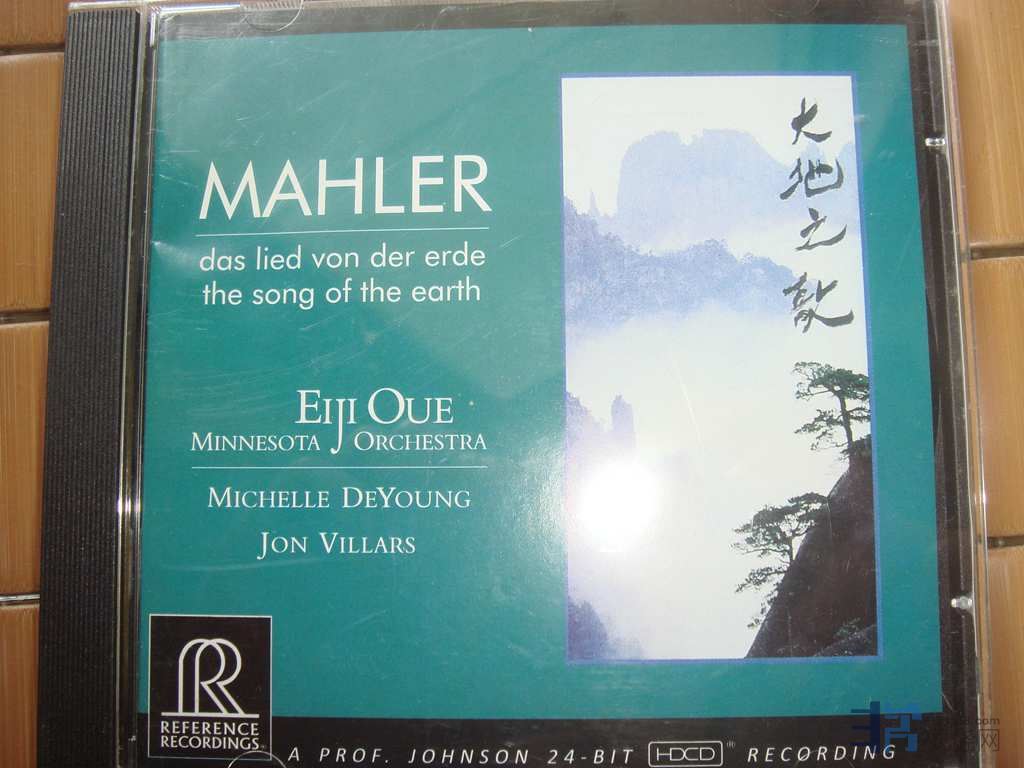 MAHLER
das lied von der erde
the song of the earth
EIJI OUE
MINNESOTA ORCHESTRA
MICHELLE DEYOUNG
JON VILLARS
大地之歌
RR
REFERENCE
RECORDINGS
A PROF. JOHNSON 24-BIT HDCD® RECORDING